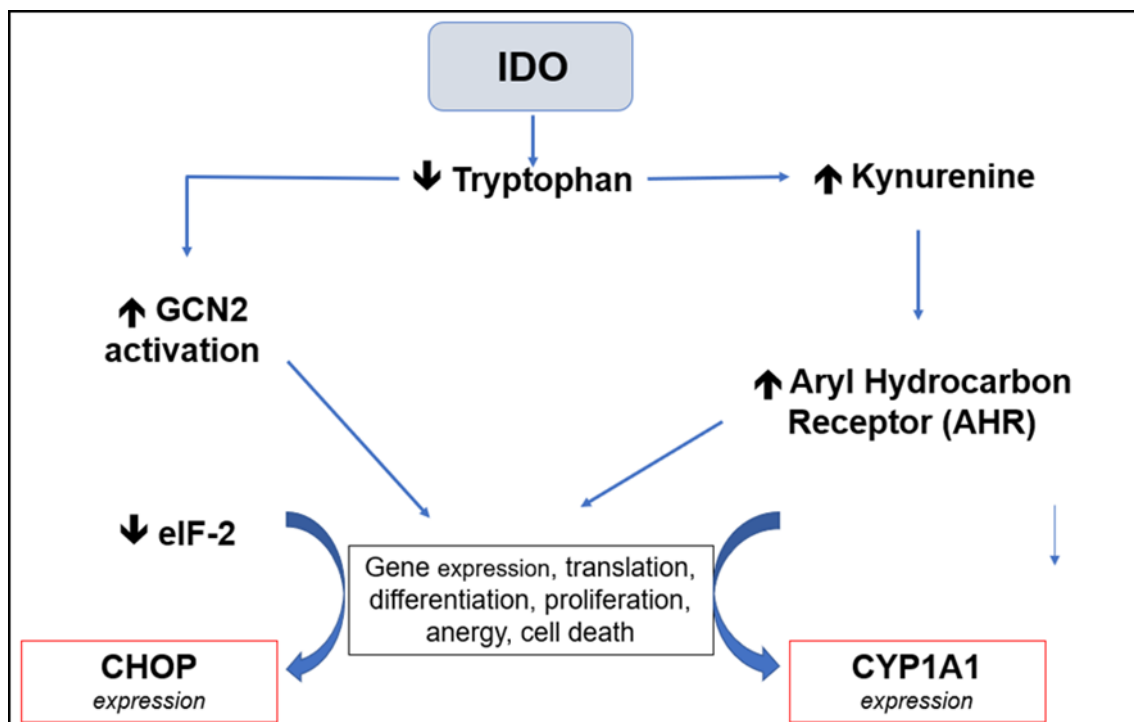 IDO
Tryptophan
Kynurenine
GCN2
activation
Aryl Hydrocarbon
Receptor (AHR)
eIF-2
Gene expression, translation,
differentiation, proliferation,
anergy, cell death
CHOP
expression
CYP1A1
expression